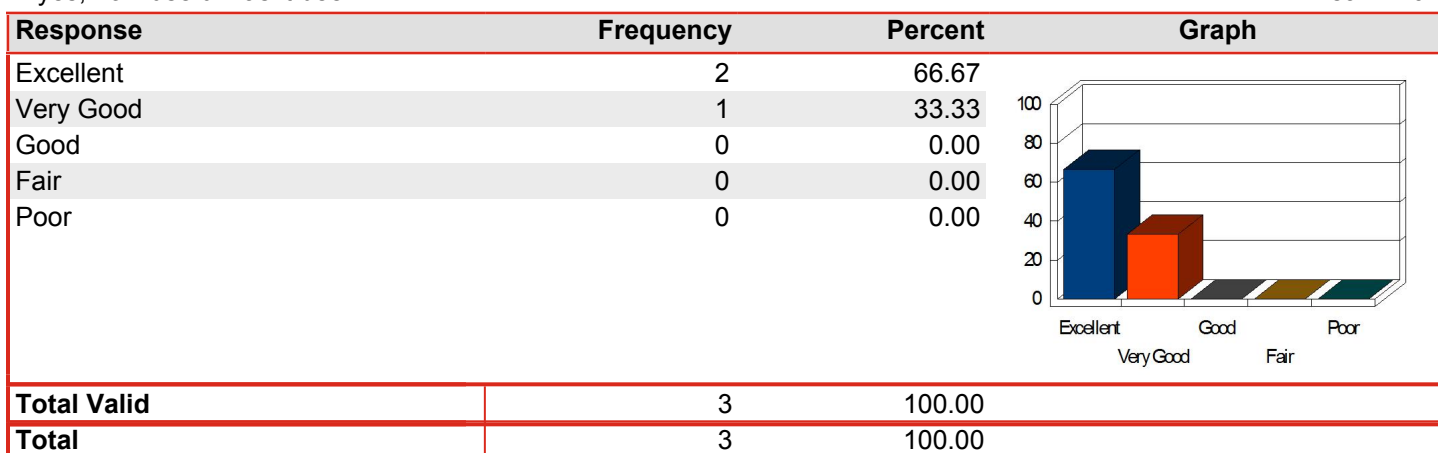 Response Frequency Percent Graph
Excellent 2 66.67
Very Good 1 33.33
Good 0 0.00
Fair 0 0.00
Poor 0 0.00
100
80
60
40
20
0
Excellent Good Poor
Very Good Fair
Total Valid 3 100.00
Total 3 100.00